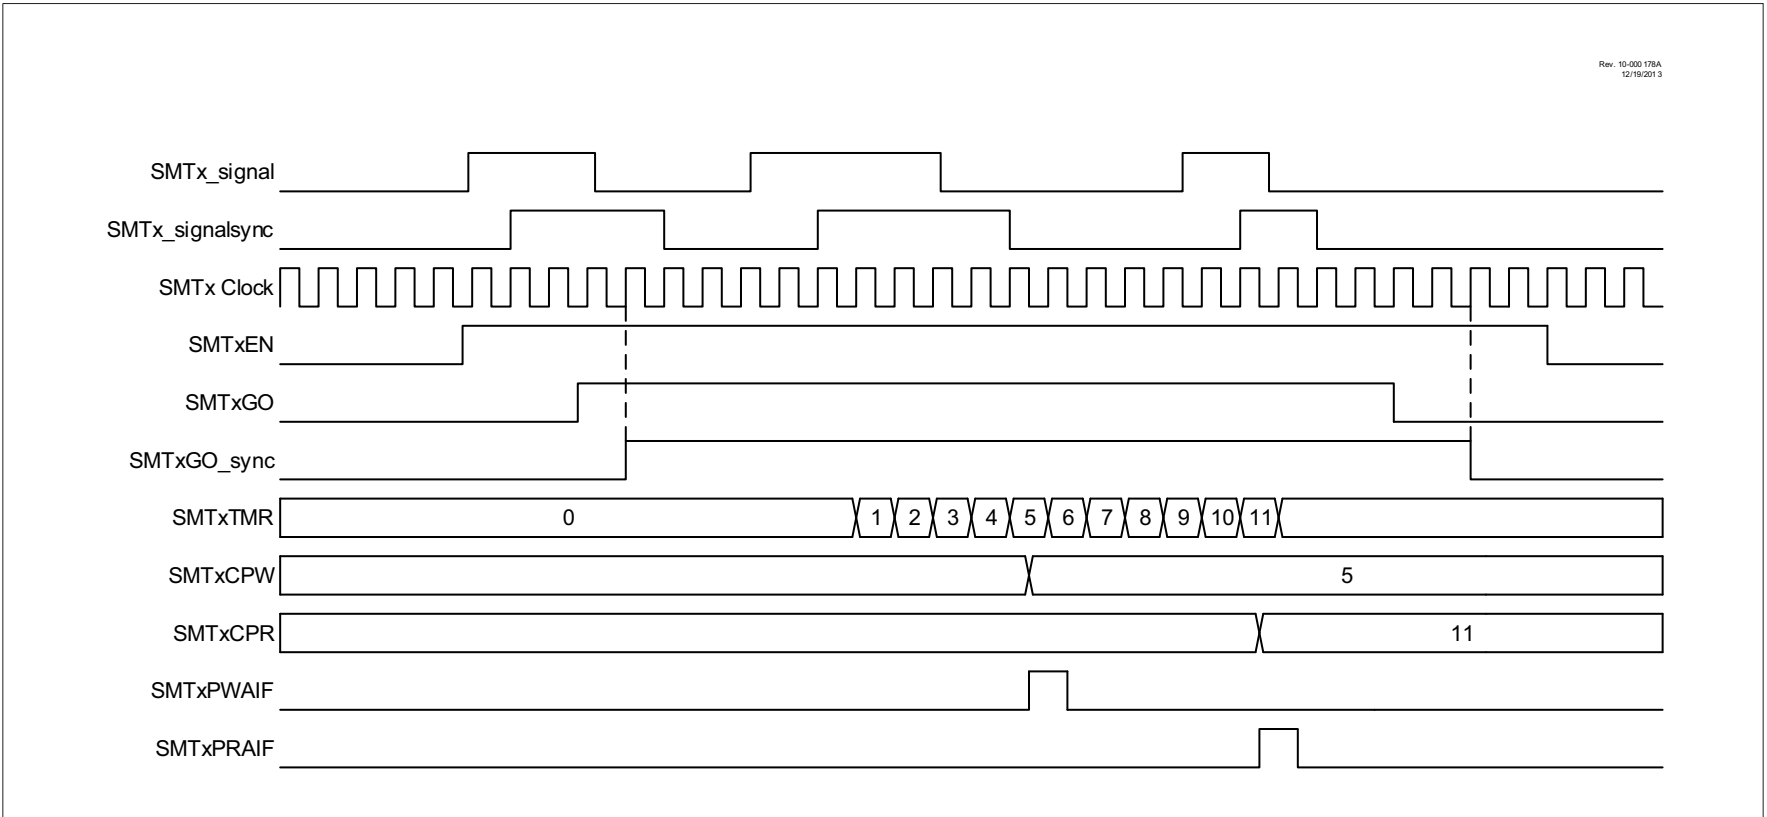 Rev. 10-000 178A
12/19/201 3
SMTx_signal
SMTx_signalsync
SMTx Clock
SMTxEN
SMTxGO
SMTxGO_sync
SMTxTMR 0 1 2 3 4 5 6 7 8 9 10 11
SMTxCPW 5
SMTxCPR 11
SMTxPWAIF
SMTxPRAIF